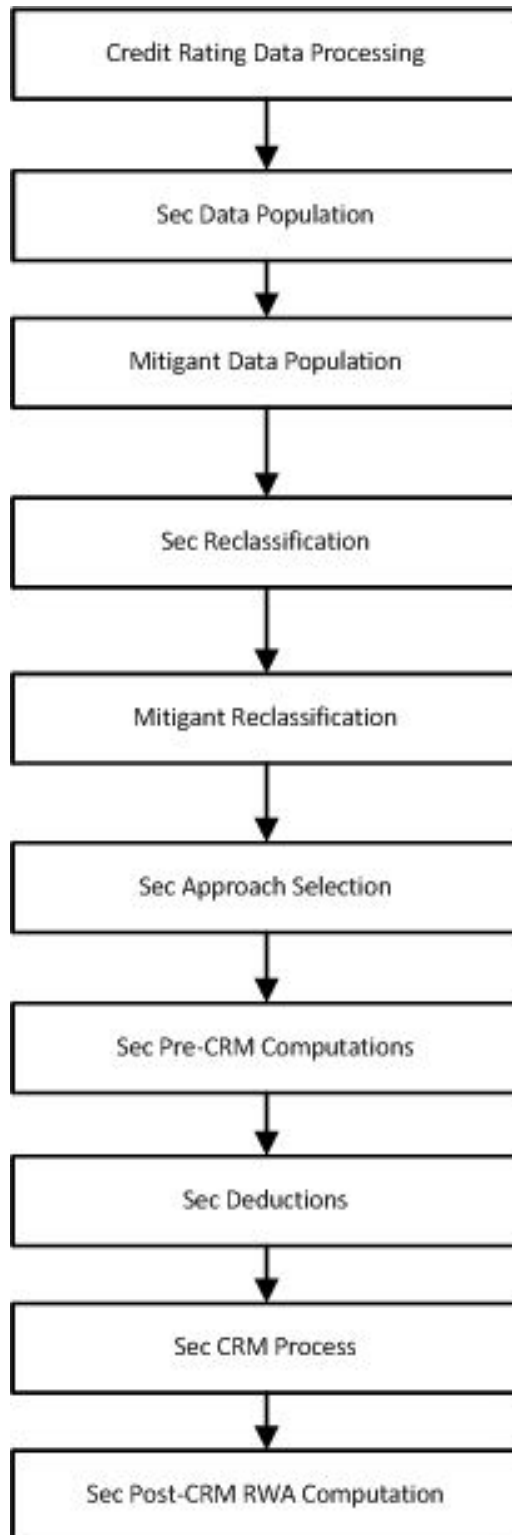 Credit Rating Data Processing
Sec Data Population
Mitigant Data Population
Sec Reclassification
Mitigant Reclassification
Sec Approach Selection
Sec Pre-CRM Computations
Sec Deductions
Sec CRM Process
Sec Post-CRM RWA Computation